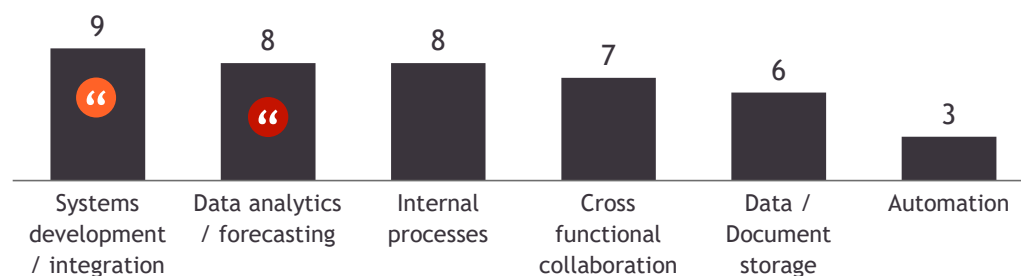 9
8
8
7
6
3
“
“
Systems
development
/ integration
Data analytics
/ forecasting
Internal
processes
Cross
functional
collaboration
Data /
Document
storage
Automation